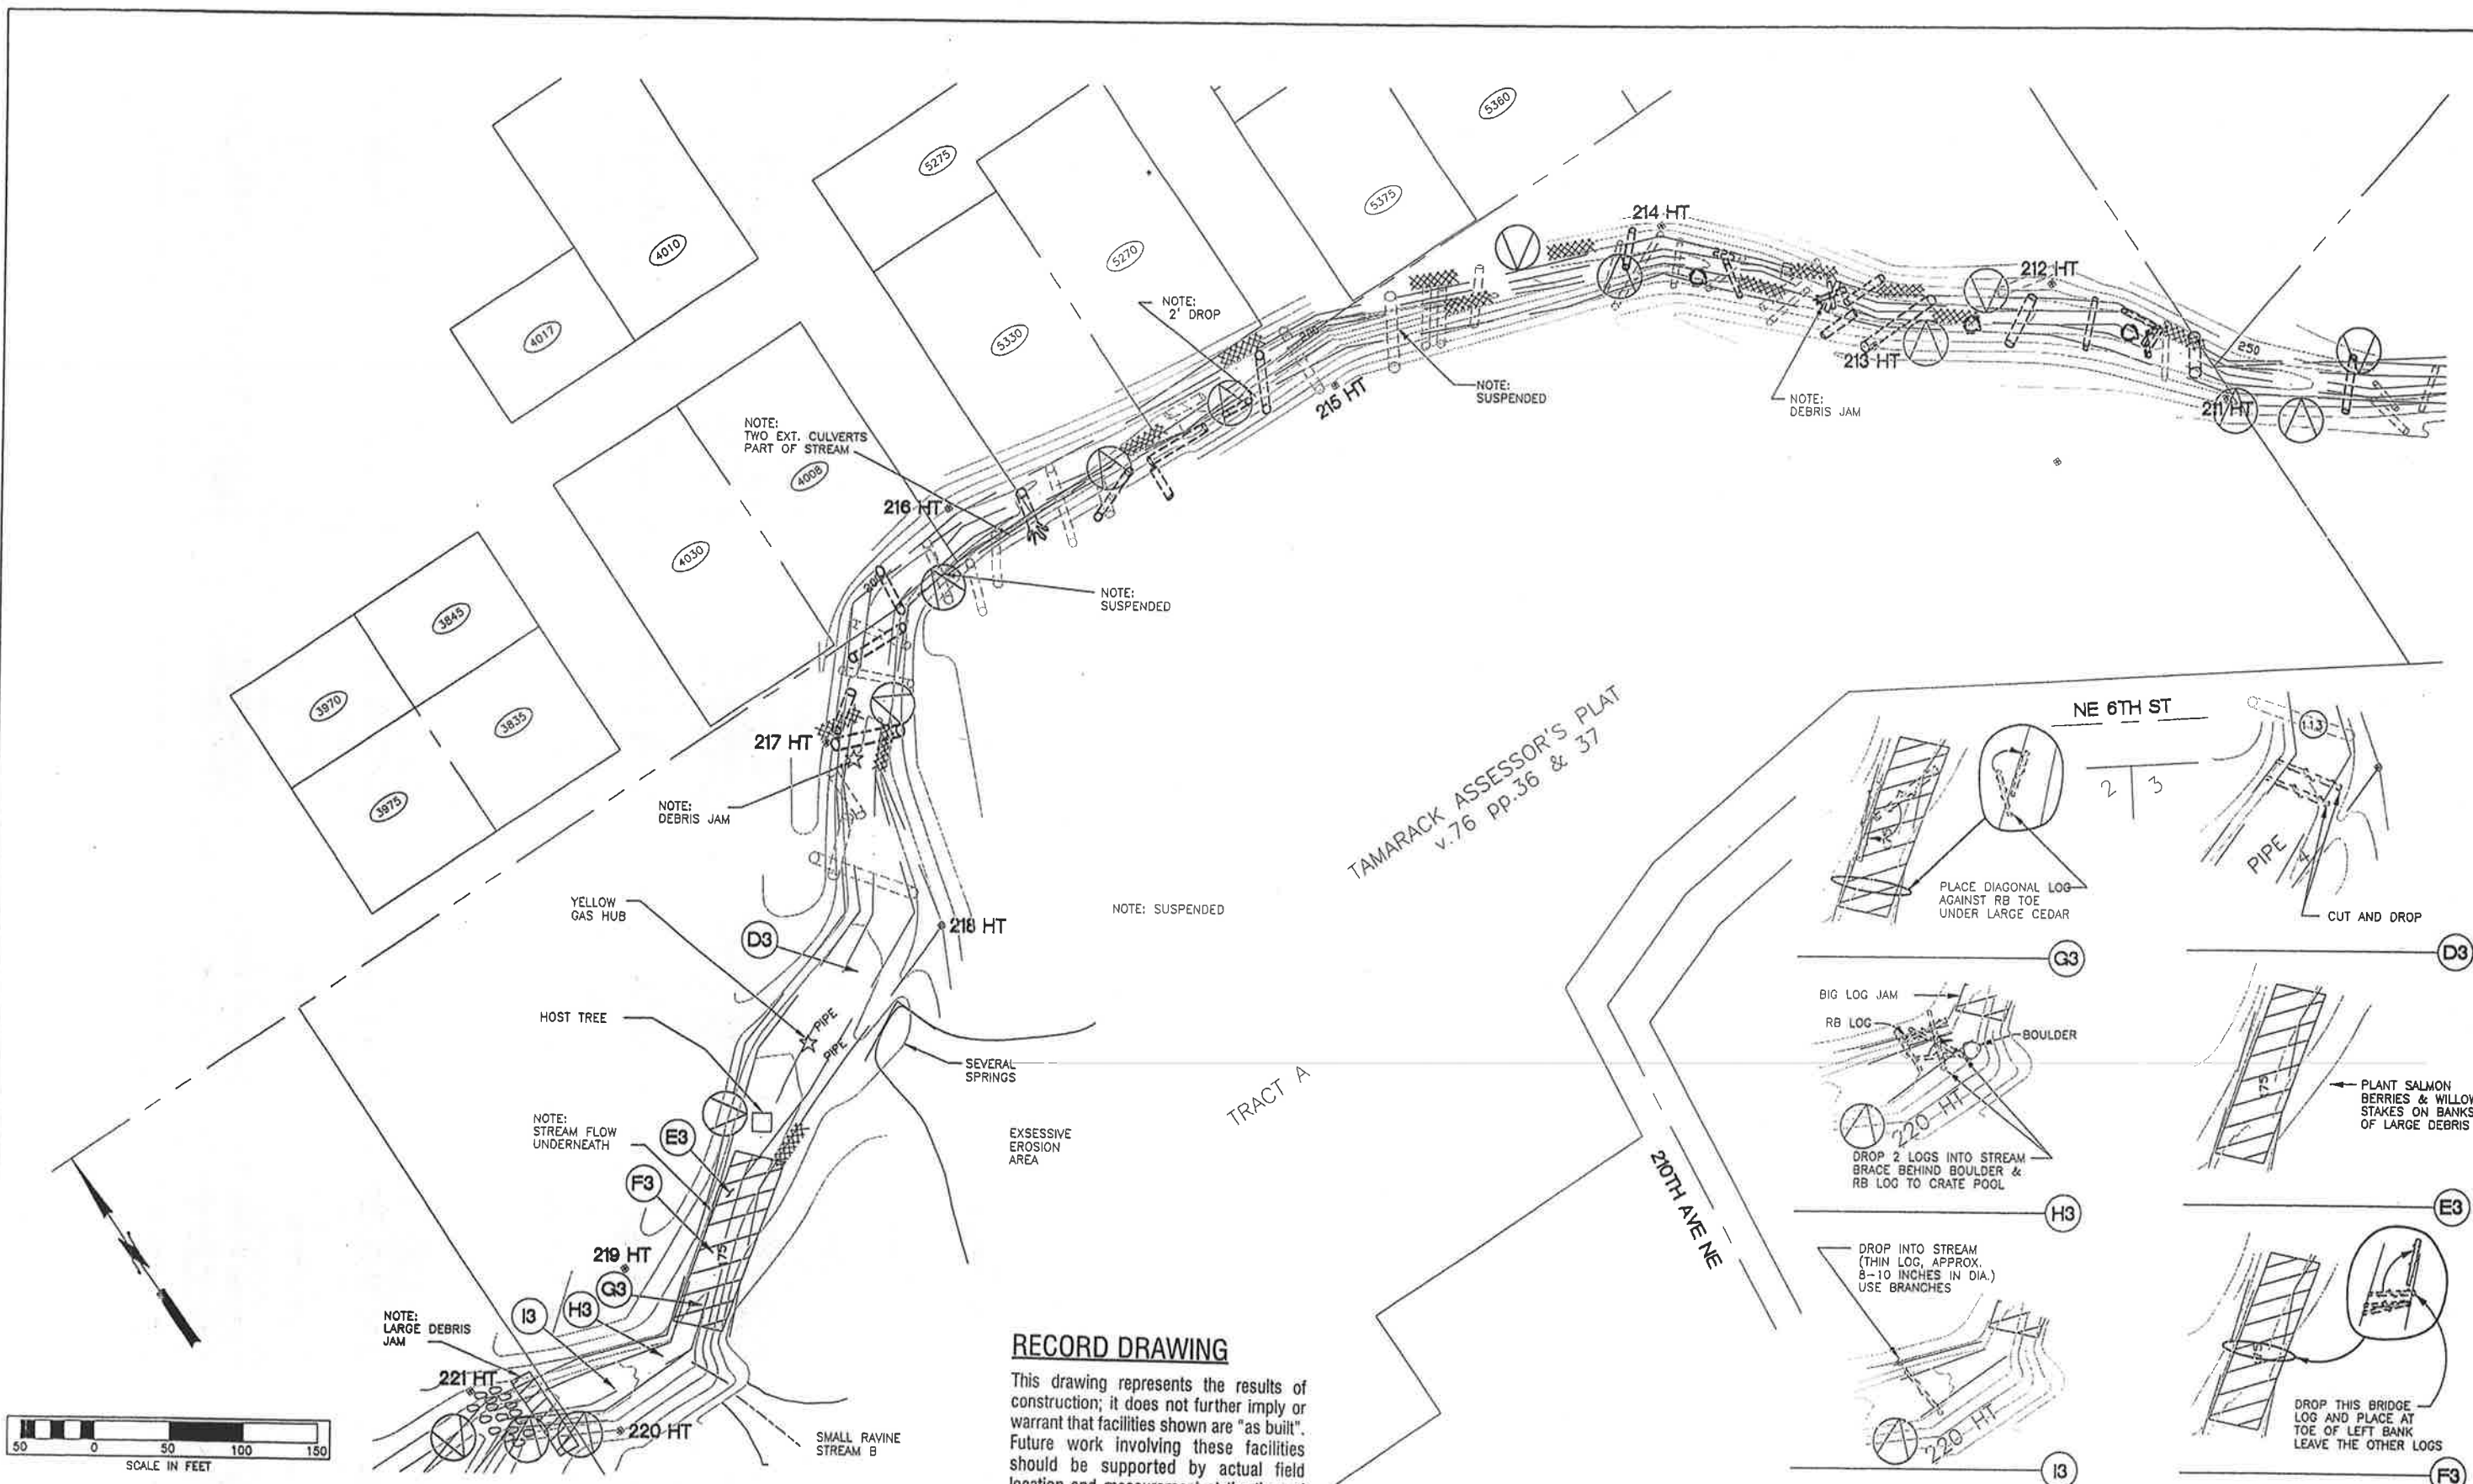 5360
5275
4010
5375
214 HT
5270
225
212 HT
NOTE:
2' DROP
4017
5330
200
250
213 HT
NOTE:
SUSPENDED
215 HT
NOTE:
DEBRIS JAM
211 HT
NOTE:
TWO EXT. CULVERTS
PART OF STREAM
4008
216 HT
4030
200
NOTE:
SUSPENDED
3845
3970
3835
217 HT
3975
NOTE:
DEBRIS JAM
TAMARACK ASSESSOR'S PLAT
v.76 pp.36 & 37
NE 6TH ST
2 3
113
PIPE
4
175
PLACE DIAGONAL LOG
AGAINST RB TOE
UNDER LARGE CEDAR
CUT AND DROP
G3
D3
YELLOW
GAS HUB
D3
218 HT
NOTE: SUSPENDED
HOST TREE
PIPE
PIPE
SEVERAL
SPRINGS
TRACT A
BIG LOG JAM
RB LOG
BOULDER
220 HT
DROP 2 LOGS INTO STREAM
BRACE BEHIND BOULDER &
RB LOG TO CRATE POOL
H3
175
PLANT SALMON
BERRIES & WILLOW
STAKES ON BANKS
OF LARGE DEBRIS
E3
NOTE:
STREAM FLOW
UNDERNEATH
E3
EXSESSIVE
EROSION
AREA
F3
210TH AVE NE
175
219 HT
G3
H3
I3
NOTE:
LARGE DEBRIS
JAM
221 HT
220 HT
SMALL RAVINE
STREAM B
N
50 0 50 100 150
SCALE IN FEET
RECORD DRAWING
This drawing represents the results of
construction; it does not further imply or
warrant that facilities shown are "as built".
Future work involving these facilities
should be supported by actual field
DROP INTO STREAM
(THIN LOG, APPROX.
8-10 INCHES IN DIA.)
USE BRANCHES
220 HT
I3
DROP THIS BRIDGE
LOG AND PLACE AT
TOE OF LEFT BANK
LEAVE THE OTHER LOGS
F3